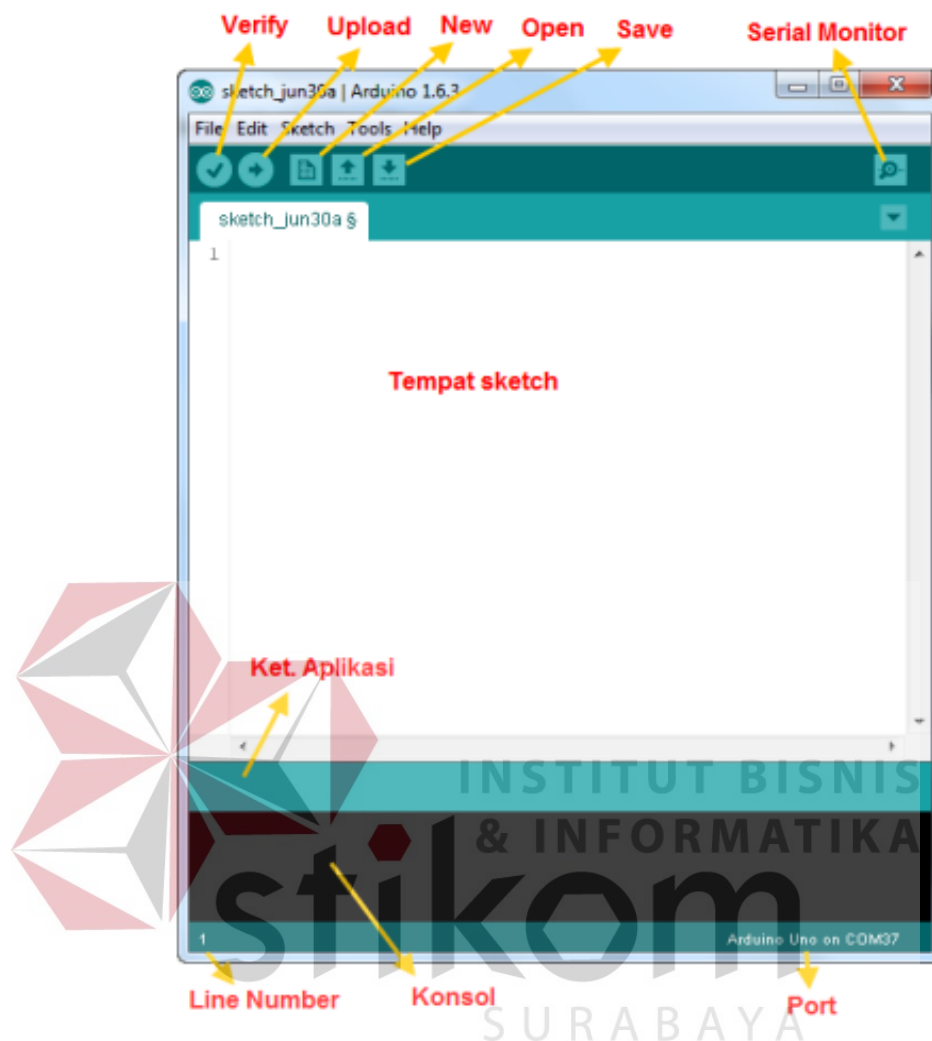 Verify Upload New Open Save Serial Monitor
sketch_jun30a | Arduino 1.6.3
File Edit Sketch Tools Help
sketch_jun30a §
1
Tempat sketch
Ket. Aplikasi
INSTITUT BISNIS
& INFORMATIKA
stikom
1 Arduino Uno on COM37
Line Number Konsol Port
SURABAYA